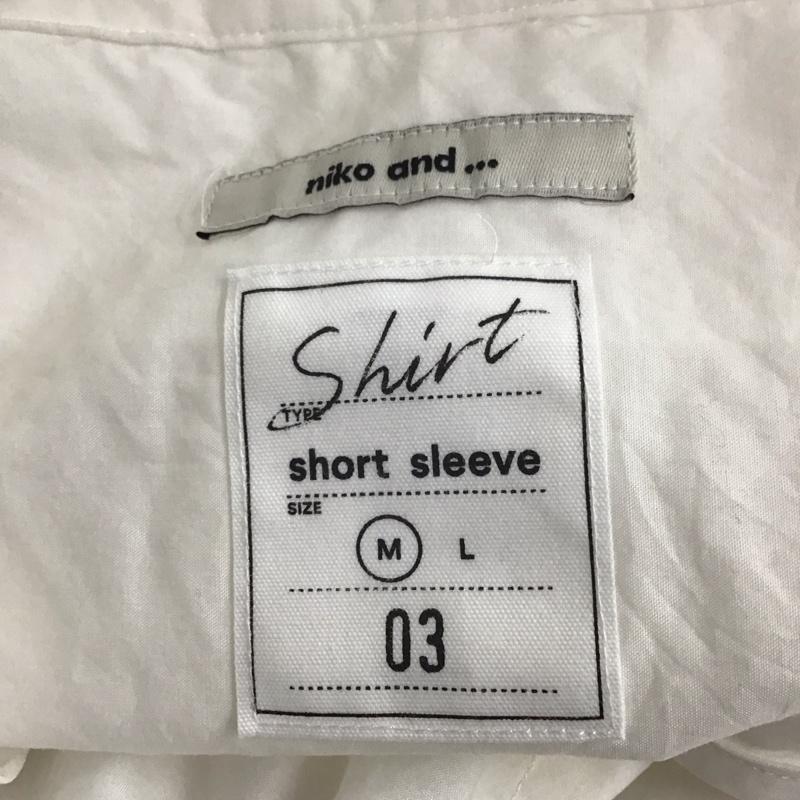 niko and ...
Shirt
TYPE
short sleeve
SIZE
M L
03